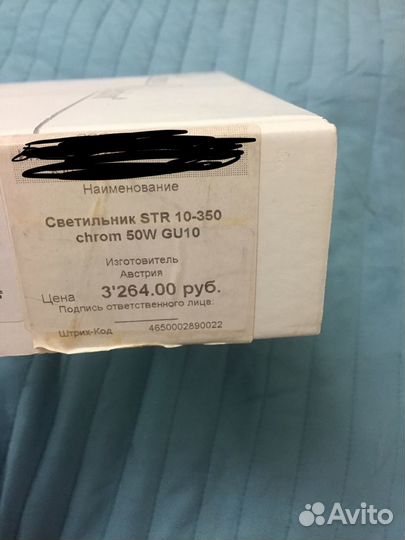 Наименование
Светильник STR 10-350
chrom 50W GU10
Изготовитель
Австрия
Цена 3'264.00 руб.
Подпись ответственного лица:
Штрих-Код 4650002890022
Avito